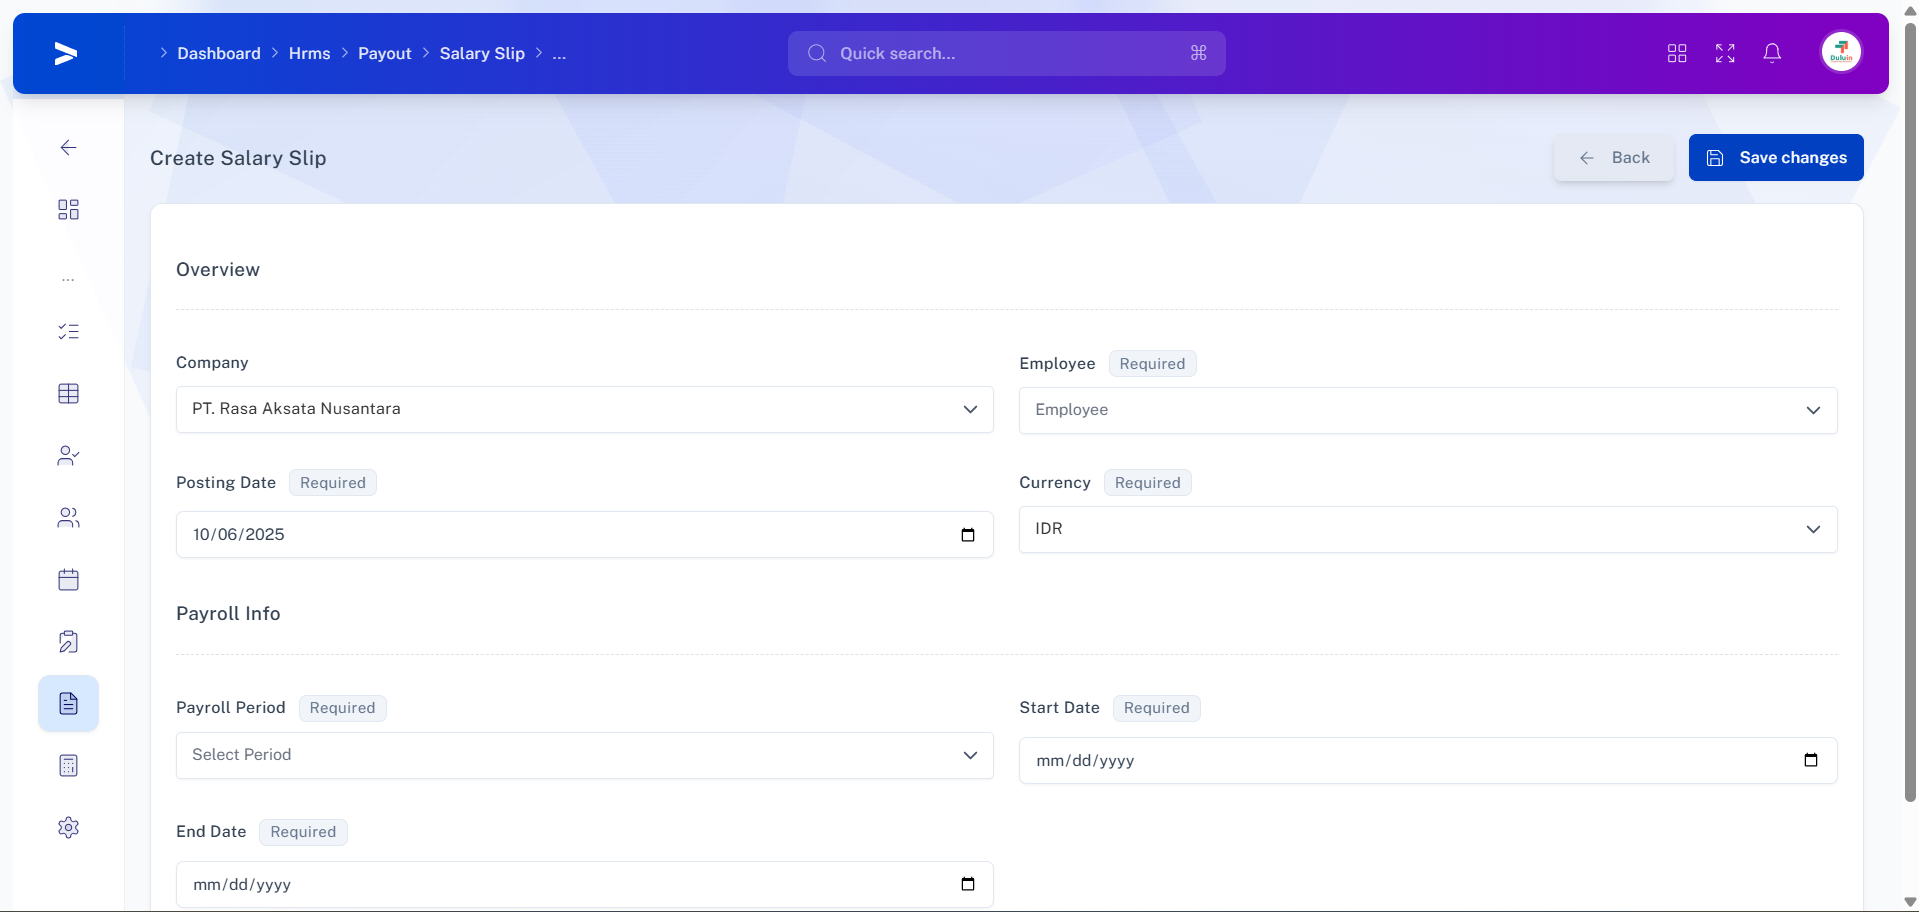 Dashboard Hrms Payout Salary Slip ...
Quick search... ⌘
Duluin
Create Salary Slip
Back
Save changes
...
Overview
Company
PT. Rasa Aksata Nusantara
Employee Required
Employee
Posting Date Required
10/06/2025
Currency Required
IDR
Payroll Info
Payroll Period Required
Select Period
Start Date Required
mm/dd/yyyy
End Date Required
mm/dd/yyyy